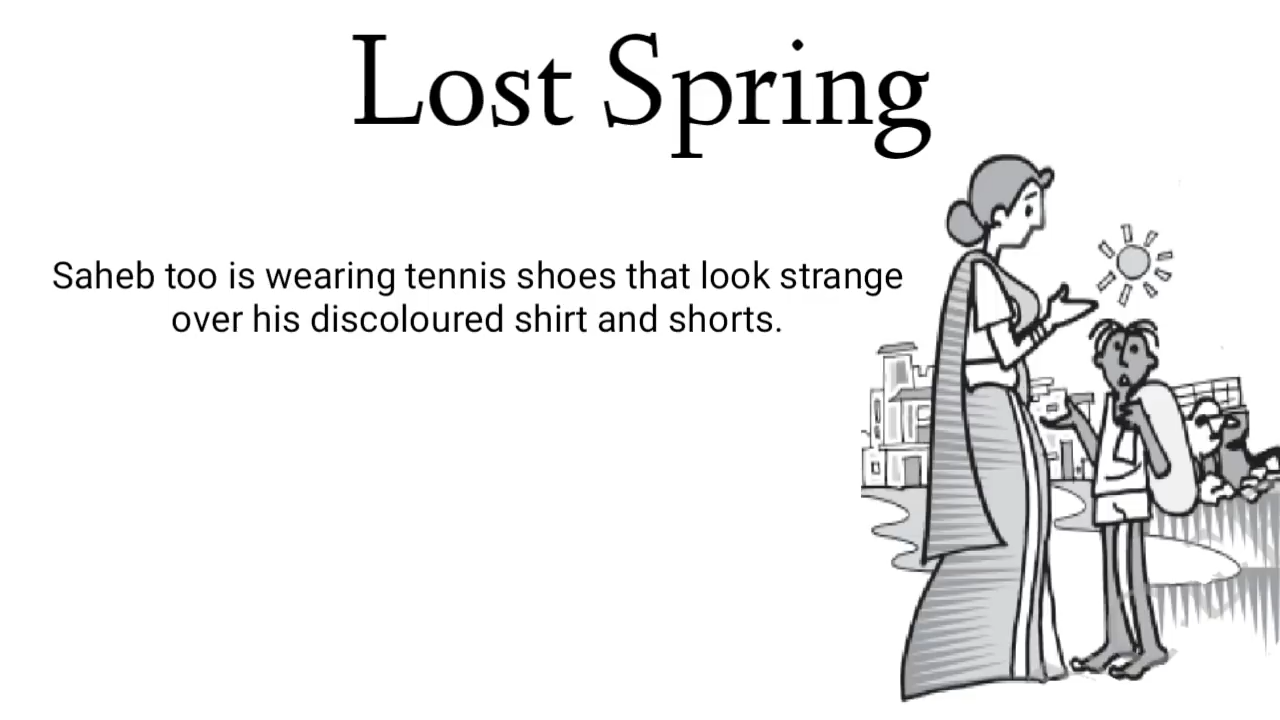 Lost Spring
Saheb too is wearing tennis shoes that look strange
over his discoloured shirt and shorts.